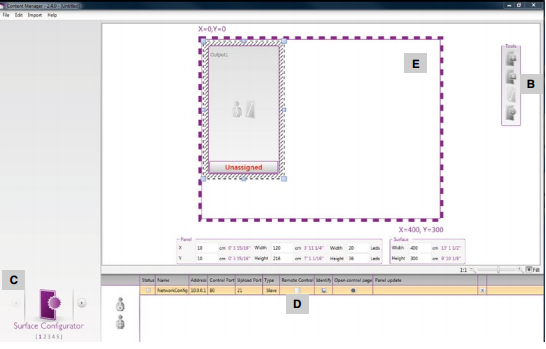 Content Manager - 2.4.0 - [Untitled]
File Edit Import Help
X=0,Y=0
Output1
Unassigned
E
Tools
B
X=400, Y=300
Panel
X 10 cm 0' 3 15/16" Width 120 cm 3' 11 1/4" Width 20 Leds
Y 10 cm 0' 3 15/16" Height 216 cm 7' 1 1/16" Height 36 Leds
Surface
Width 400 cm 13' 1 1/2"
Height 300 cm 9' 10 1/8"
1:1 Fill
C
Surface Configurator
[ 1 2 3 4 5 ]
Status Name Address Control Port Upload Port Type Remote Control Identify Open control page Panel update
NetworkConfig 10.0.6.1 80 21 Slave
D